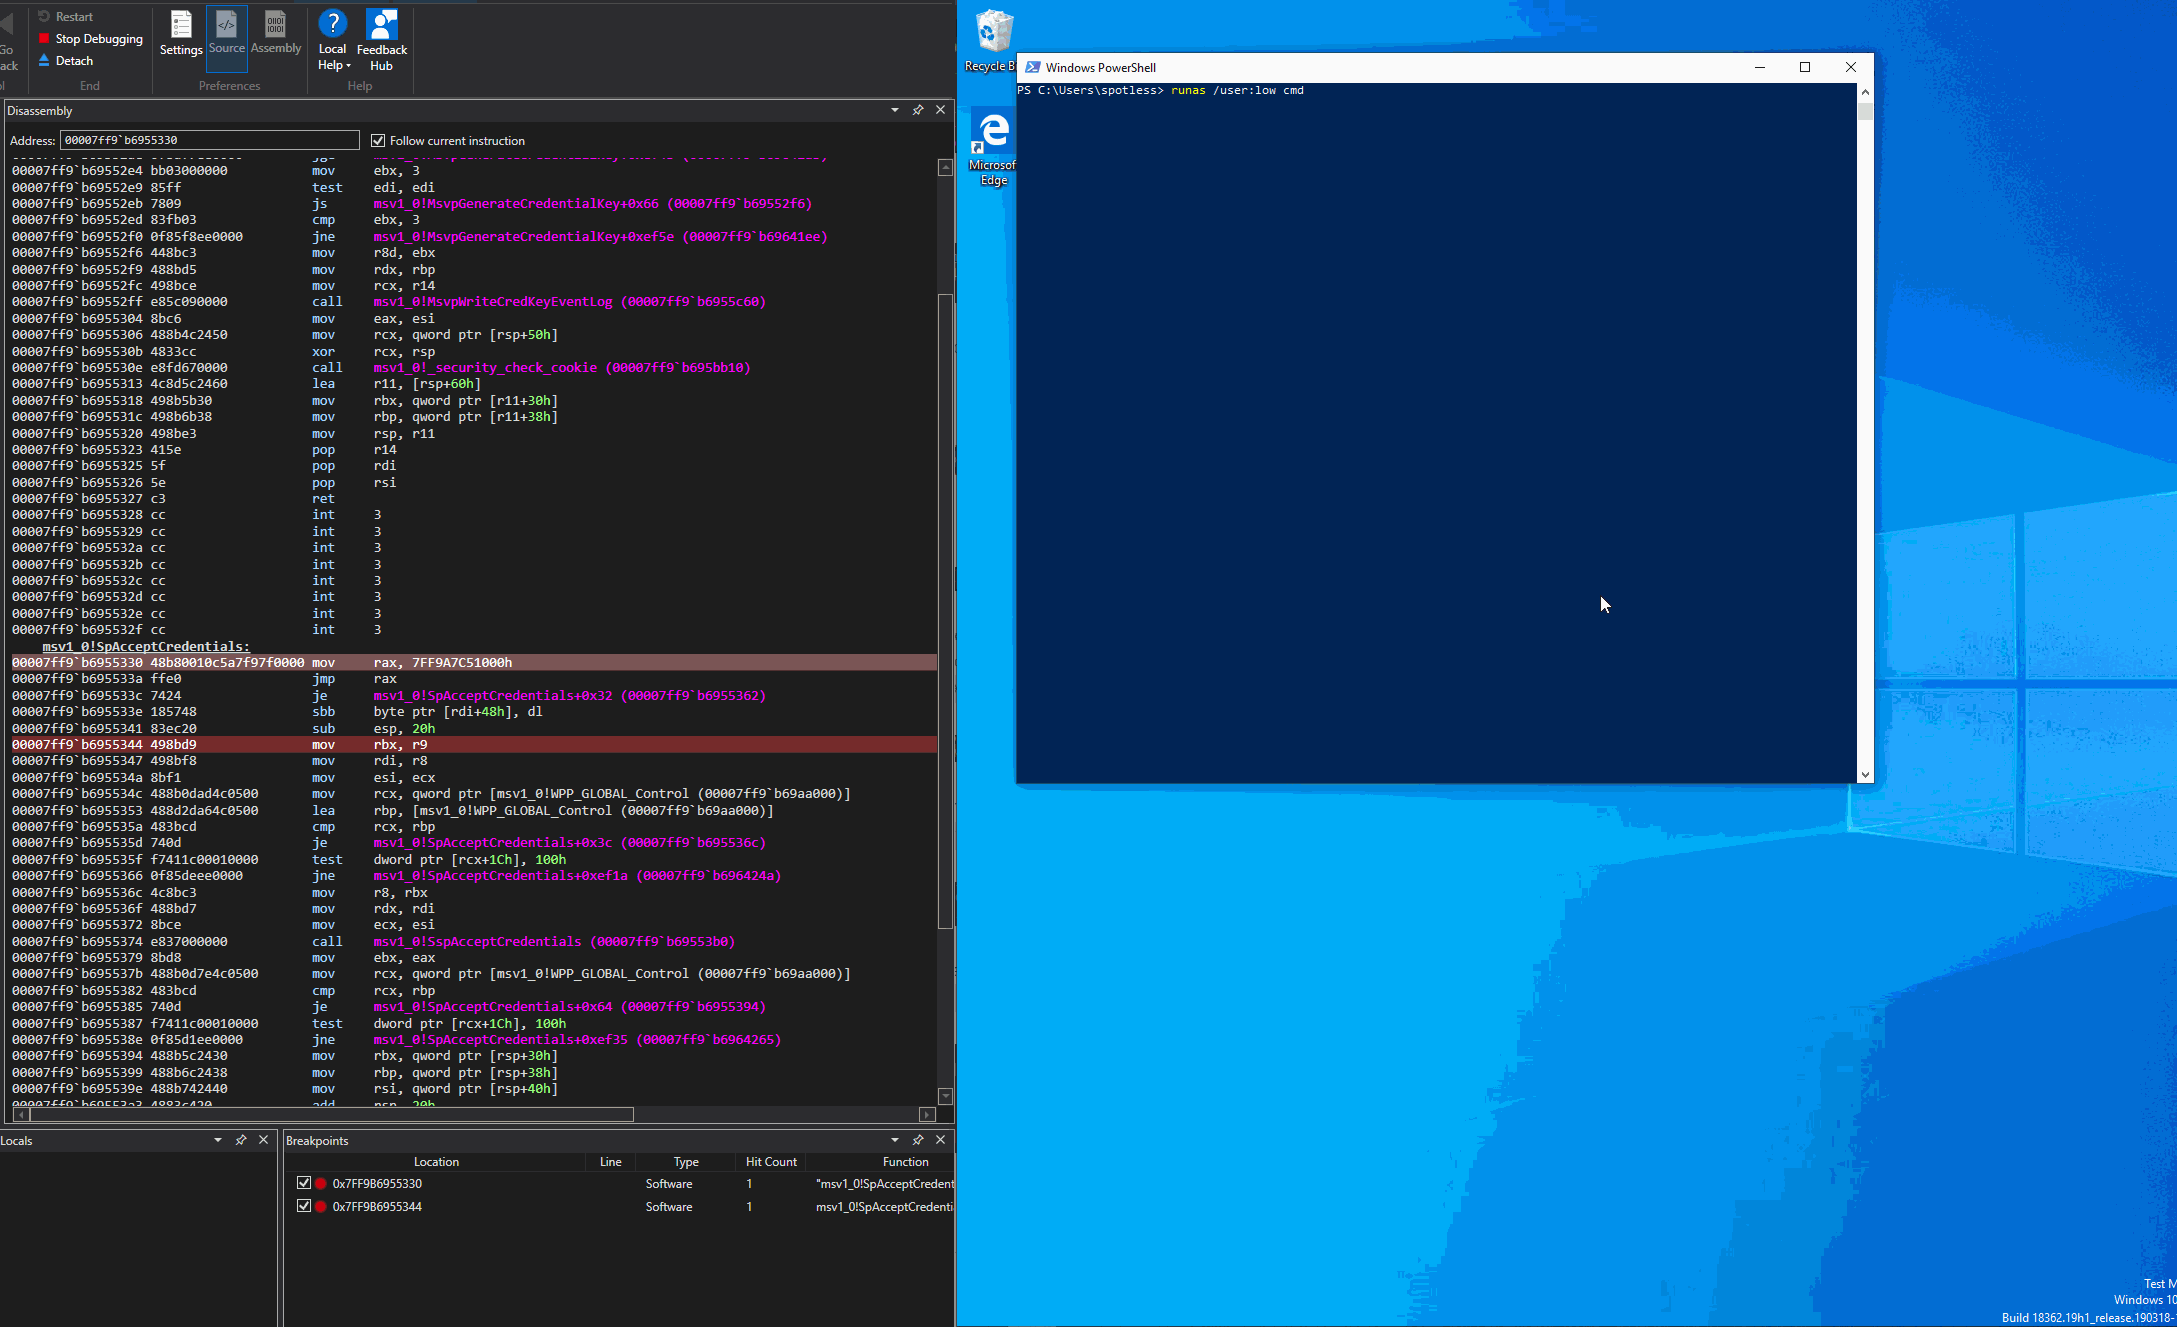 Go
ack
Restart
Stop Debugging
Detach
End
Settings
Source
Assembly
Preferences
Local
Help
Feedback
Hub
Help
Disassembly
Address: 00007ff9`b6955330
Follow current instruction
00007ff9`b69552e4 bb03000000 mov ebx, 3
00007ff9`b69552e9 85ff test edi, edi
00007ff9`b69552eb 7809 js msv1_0!MsvpGenerateCredentialKey+0x66 (00007ff9`b69552f6)
00007ff9`b69552ed 83fb03 cmp ebx, 3
00007ff9`b69552f0 0f85f8ee0000 jne msv1_0!MsvpGenerateCredentialKey+0xef5e (00007ff9`b69641ee)
00007ff9`b69552f6 448bc3 mov r8d, ebx
00007ff9`b69552f9 488bd5 mov rdx, rbp
00007ff9`b69552fc 498bce mov rcx, r14
00007ff9`b69552ff e85c090000 call msv1_0!MsvpWriteCredKeyEventLog (00007ff9`b6955c60)
00007ff9`b6955304 8bc6 mov eax, esi
00007ff9`b6955306 488b4c2450 mov rcx, qword ptr [rsp+50h]
00007ff9`b695530b 4833cc xor rcx, rsp
00007ff9`b695530e e8fd670000 call msv1_0!_security_check_cookie (00007ff9`b695bb10)
00007ff9`b6955313 4c8d5c2460 lea r11, [rsp+60h]
00007ff9`b6955318 498b5b30 mov rbx, qword ptr [r11+30h]
00007ff9`b695531c 498b6b38 mov rbp, qword ptr [r11+38h]
00007ff9`b6955320 498be3 mov rsp, r11
00007ff9`b6955323 415e pop r14
00007ff9`b6955325 5f pop rdi
00007ff9`b6955326 5e pop rsi
00007ff9`b6955327 c3 ret
00007ff9`b6955328 cc int 3
00007ff9`b6955329 cc int 3
00007ff9`b695532a cc int 3
00007ff9`b695532b cc int 3
00007ff9`b695532c cc int 3
00007ff9`b695532d cc int 3
00007ff9`b695532e cc int 3
00007ff9`b695532f cc int 3
msv1_0!SpAcceptCredentials:
00007ff9`b6955330 48b80010c5a7f97f0000 mov rax, 7FF9A7C51000h
00007ff9`b695533a ffe0 jmp rax
00007ff9`b695533c 7424 je msv1_0!SpAcceptCredentials+0x32 (00007ff9`b6955362)
00007ff9`b695533e 185748 sbb byte ptr [rdi+48h], dl
00007ff9`b6955341 83ec20 sub esp, 20h
00007ff9`b6955344 498bd9 mov rbx, r9
00007ff9`b6955347 498bf8 mov rdi, r8
00007ff9`b695534a 8bf1 mov esi, ecx
00007ff9`b695534c 488b0dad4c0500 mov rcx, qword ptr [msv1_0!WPP_GLOBAL_Control (00007ff9`b69aa000)]
00007ff9`b6955353 488d2da64c0500 lea rbp, [msv1_0!WPP_GLOBAL_Control (00007ff9`b69aa000)]
00007ff9`b695535a 483bcd cmp rcx, rbp
00007ff9`b695535d 740d je msv1_0!SpAcceptCredentials+0x3c (00007ff9`b695536c)
00007ff9`b695535f f7411c00010000 test dword ptr [rcx+1Ch], 100h
00007ff9`b6955366 0f85deee0000 jne msv1_0!SpAcceptCredentials+0xef1a (00007ff9`b696424a)
00007ff9`b695536c 4c8bc3 mov r8, rbx
00007ff9`b695536f 488bd7 mov rdx, rdi
00007ff9`b6955372 8bce mov ecx, esi
00007ff9`b6955374 e837000000 call msv1_0!SspAcceptCredentials (00007ff9`b69553b0)
00007ff9`b6955379 8bd8 mov ebx, eax
00007ff9`b695537b 488b0d7e4c0500 mov rcx, qword ptr [msv1_0!WPP_GLOBAL_Control (00007ff9`b69aa000)]
00007ff9`b6955382 483bcd cmp rcx, rbp
00007ff9`b6955385 740d je msv1_0!SpAcceptCredentials+0x64 (00007ff9`b6955394)
00007ff9`b6955387 f7411c00010000 test dword ptr [rcx+1Ch], 100h
00007ff9`b695538e 0f85d1ee0000 jne msv1_0!SpAcceptCredentials+0xef35 (00007ff9`b6964265)
00007ff9`b6955394 488b5c2430 mov rbx, qword ptr [rsp+30h]
00007ff9`b6955399 488b6c2438 mov rbp, qword ptr [rsp+38h]
00007ff9`b695539e 488b742440 mov rsi, qword ptr [rsp+40h]
00007ff9`b69553a3 4883c420 add rsp, 20h
Locals
Breakpoints
Location Line Type Hit Count Function
0x7FF9B6955330 Software 1 "msv1_0!SpAcceptCredent
0x7FF9B6955344 Software 1 msv1_0!SpAcceptCredenti
Recycle B
Microsof
Edge
Windows PowerShell
PS C:\Users\spotless> runas /user:low cmd
Test M
Windows 10
Build 18362.19h1_release.190318-